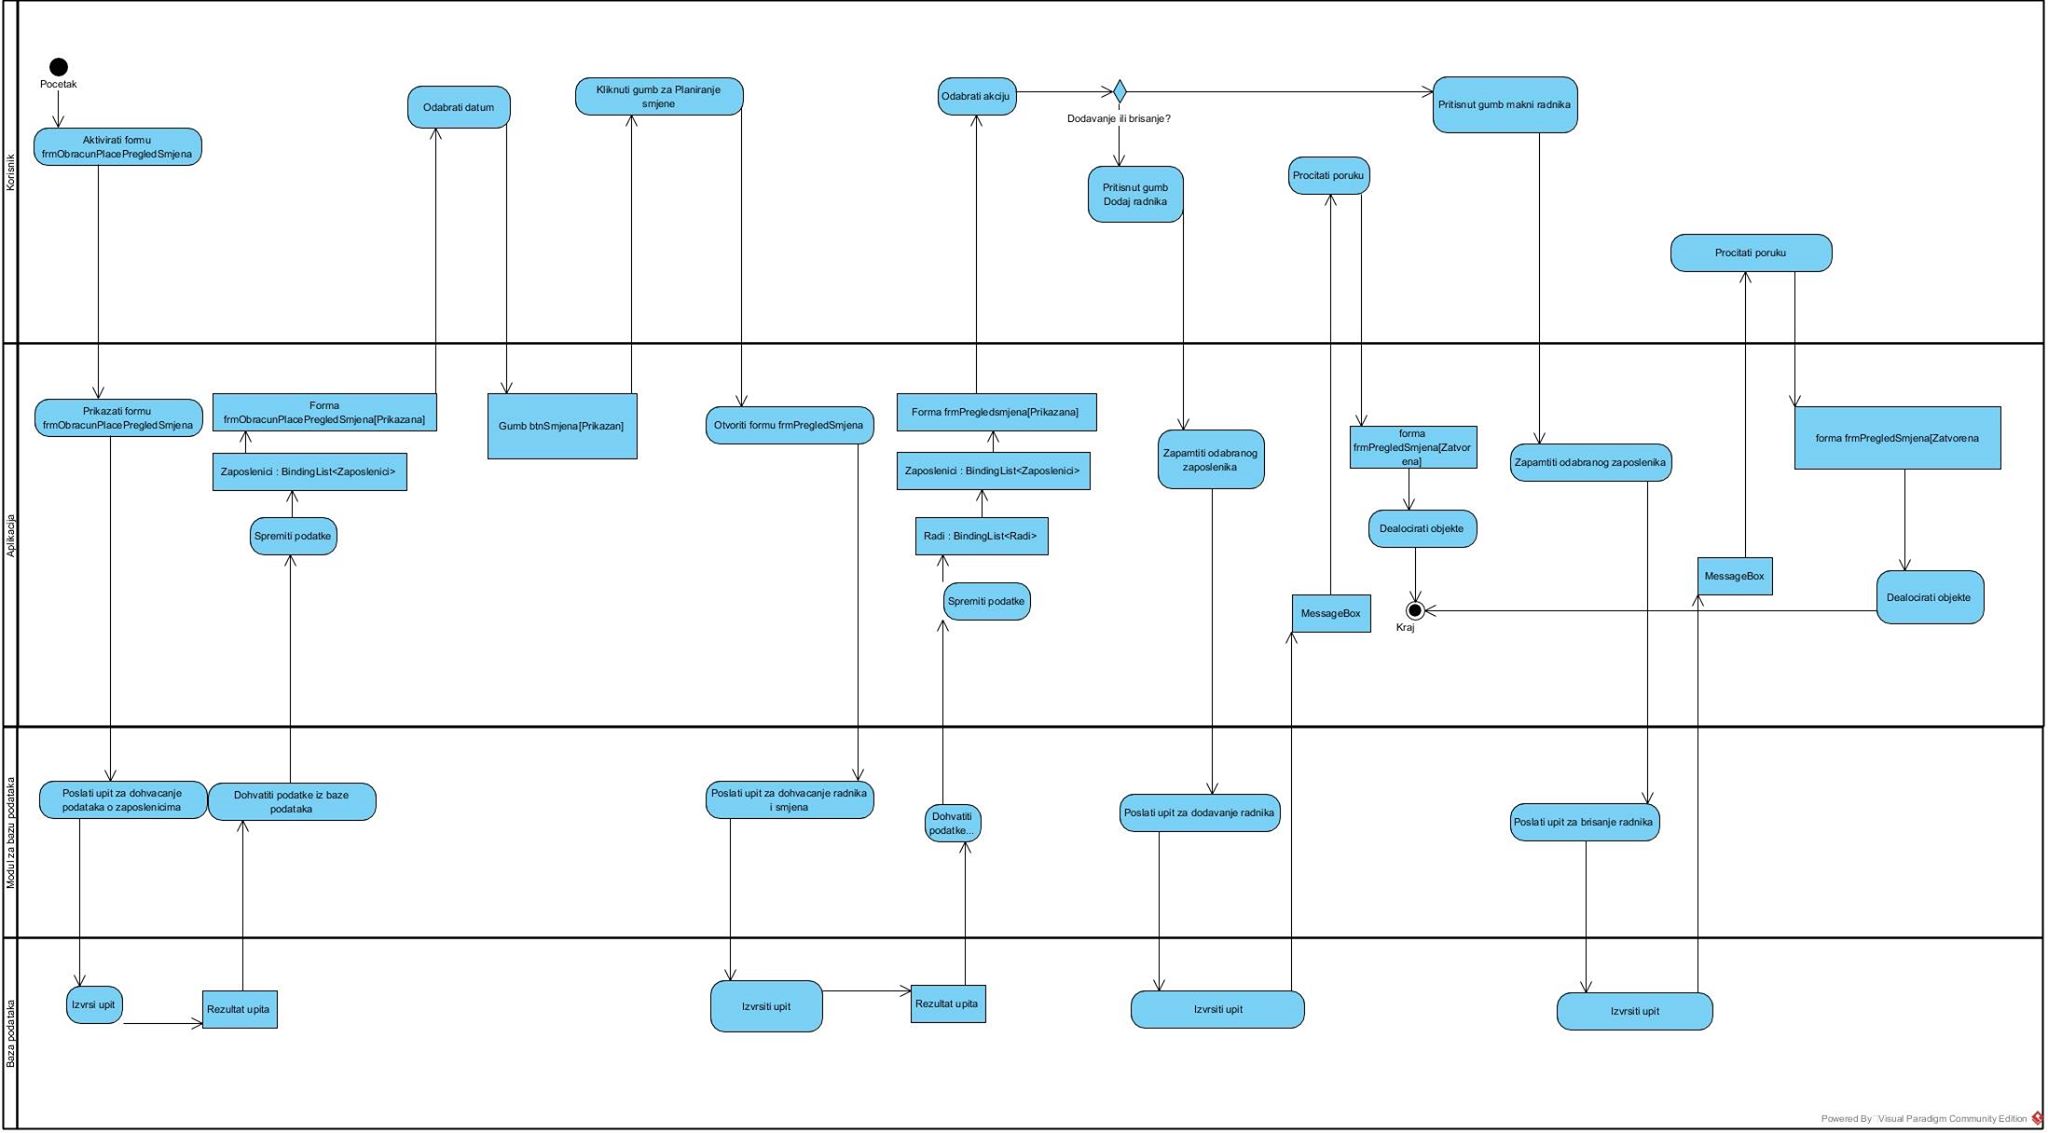 Korisnik
Pocetak
Aktivirati formu
frmObracunPlacePregledSmjena
Odabrati datum
Kliknuti gumb za Planiranje
smjene
Odabrati akciju
Dodavanje ili brisanje?
Pritisnut gumb
Dodaj radnika
Procitati poruku
Pritisnut gumb makni radnika
Procitati poruku
Aplikacija
Prikazati formu
frmObracunPlacePregledSmjena
Forma
frmObracunPlacePregledSmjena[Prikazana]
Zaposlenici : BindingList<Zaposlenici>
Spremiti podatke
Gumb btnSmjena[Prikazan]
Otvoriti formu frmPregledSmjena
Forma frmPregledsmjena[Prikazana]
Zaposlenici : BindingList<Zaposlenici>
Radi : BindingList<Radi>
Spremiti podatke
Zapamtiti odabranog
zaposlenika
MessageBox
forma
frmPregledSmjena[Zatvor
ena]
Dealocirati objekte
Kraj
Zapamtiti odabranog zaposlenika
MessageBox
forma frmPregledSmjena[Zatvorena
Dealocirati objekte
Modul za bazu podataka
Poslati upit za dohvacanje
podataka o zaposlenicima
Dohvatiti podatke iz baze
podataka
Poslati upit za dohvacanje radnika
i smjena
Dohvatiti
podatke...
Poslati upit za dodavanje radnika
Poslati upit za brisanje radnika
Baza podataka
Izvrsi upit
Rezultat upita
Izvrsiti upit
Rezultat upita
Izvrsiti upit
Izvrsiti upit
Powered By Visual Paradigm Community Edition